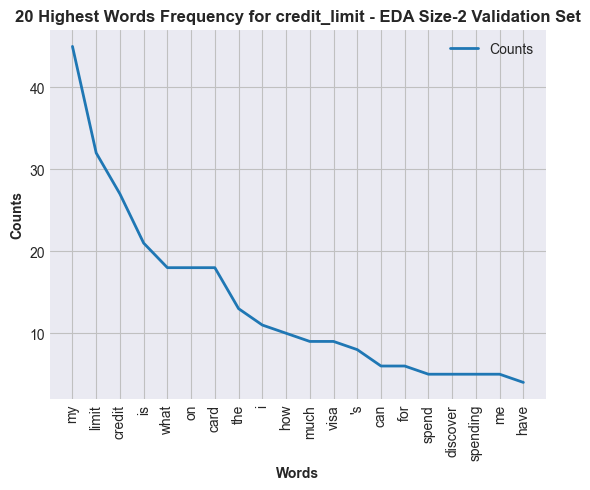 20 Highest Words Frequency for credit_limit - EDA Size-2 Validation Set
Counts
40
30
20
10
Counts
my
limit
credit
is
what
on
card
the
i
how
much
visa
's
can
for
spend
discover
spending
me
have
Words